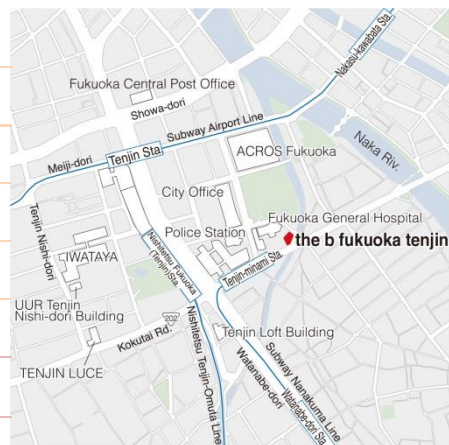 Nakasu-kawabata Sta.
Fukuoka Central Post Office
Showa-dori
Subway Airport Line
Tenjin Sta.
Meiji-dori
ACROS Fukuoka
Naka Riv.
City Office
Fukuoka General Hospital
Police Station
the b fukuoka tenjin
Tenjin Nishi-dori
IWATAYA
Nishitetsu Fukuoka
(Tenjin)Sta.
Tenjin-minami Sta.
UUR Tenjin
Nishi-dori Building
202
Kokutai Rd.
Tenjin Loft Building
TENJIN LUCE
Nishitetsu Tenjin-Omuta Line
Watanabe-dori
Subway Nanakuma Line
Watanabe-dori Sta.